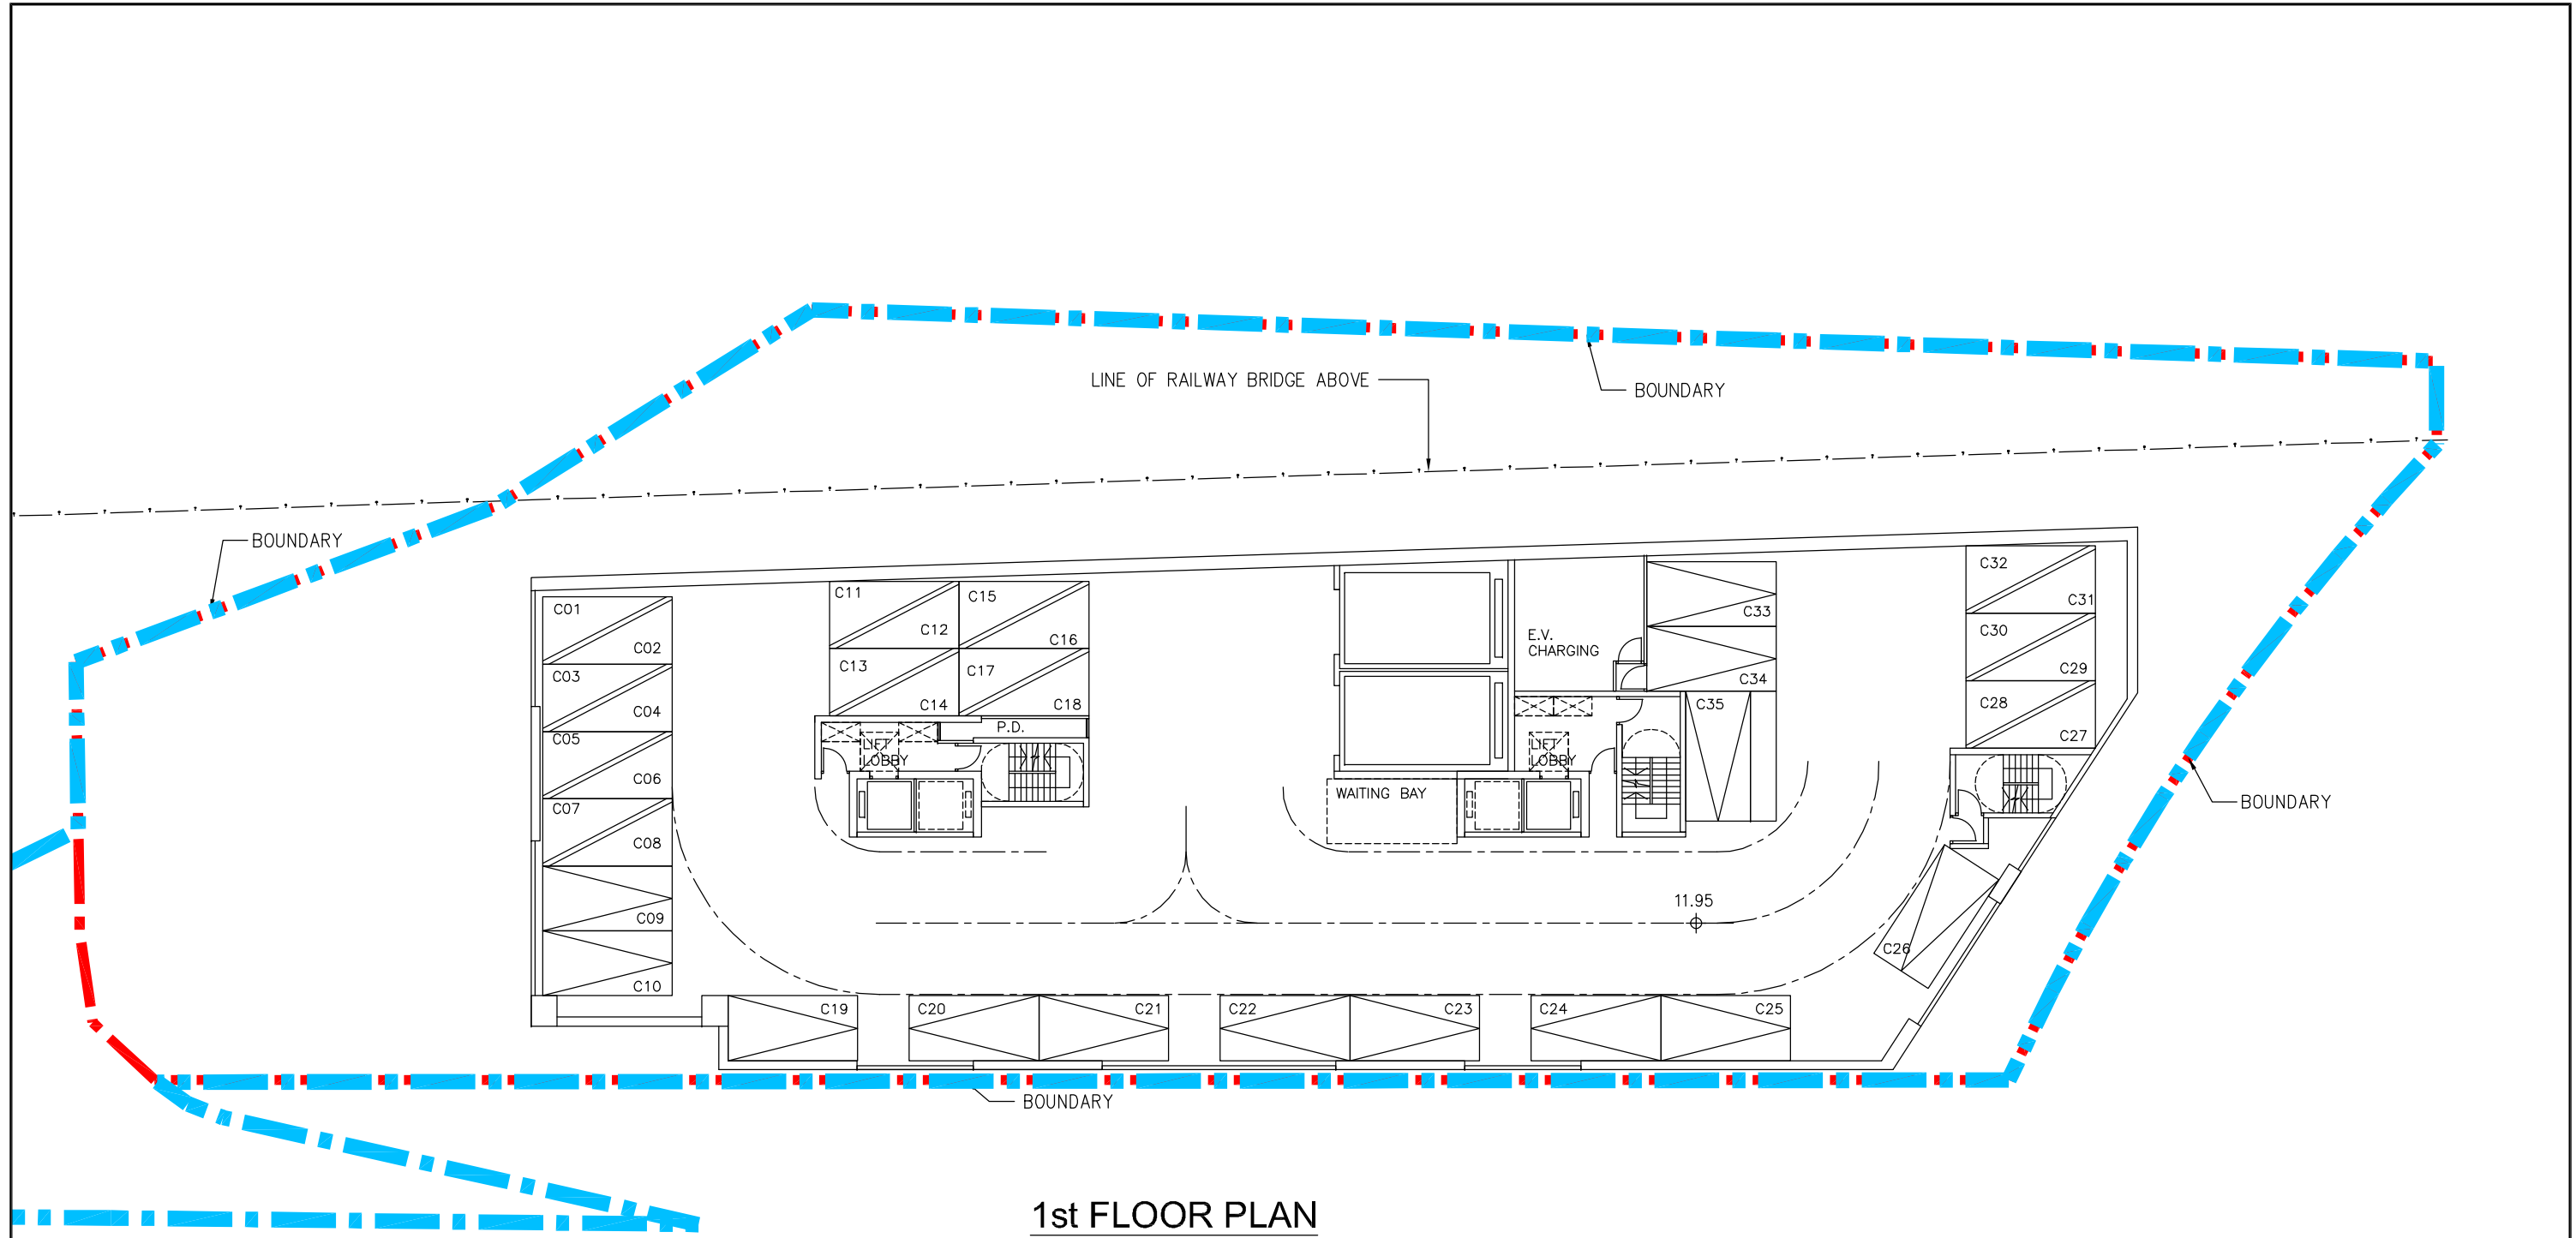 LINE OF RAILWAY BRIDGE ABOVE
BOUNDARY
BOUNDARY
C01
C02
C03
C04
C05
C06
C07
C08
C09
C10
C11
C12
C13
C14
C15
C16
C17
C18
P.D.
LIFT
LOBBY
E.V.
CHARGING
LIFT
LOBBY
WAITING BAY
C33
C34
C35
C32
C31
C30
C29
C28
C27
BOUNDARY
11.95
C26
C19
C20
C21
C22
C23
C24
C25
BOUNDARY
1st FLOOR PLAN